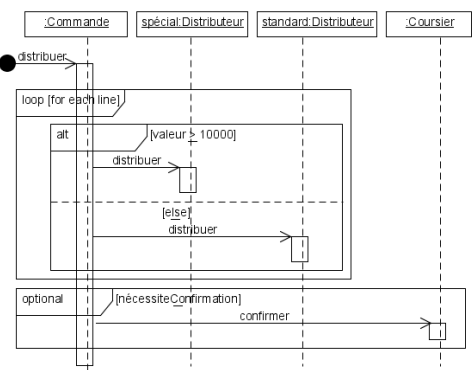 :Commande
spécial:Distributeur
standard:Distributeur
:Coursier
distribuer
loop [for each line]
alt
[valeur > 10000]
distribuer
[else]
distribuer
optional
[nécessiteConfirmation]
confirmer